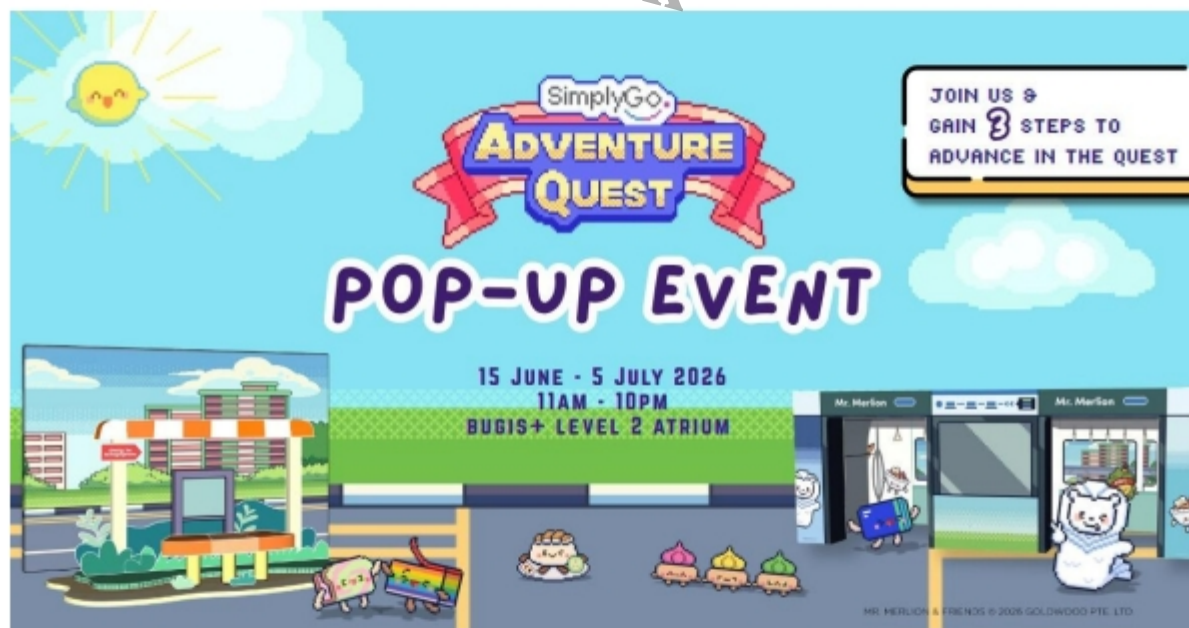 SimplyGo.
ADVENTURE
QUEST
POP-UP EVENT
15 JUNE - 5 JULY 2026
11AM - 10PM
BUGIS+ LEVEL 2 ATRIUM
JOIN US &
GAIN 3 STEPS TO
ADVANCE IN THE QUEST
Mr. Merlion
Mr. Merlion
MR. MERLION & FRIENDS © 2026 GOLDWOOD PTE. LTD